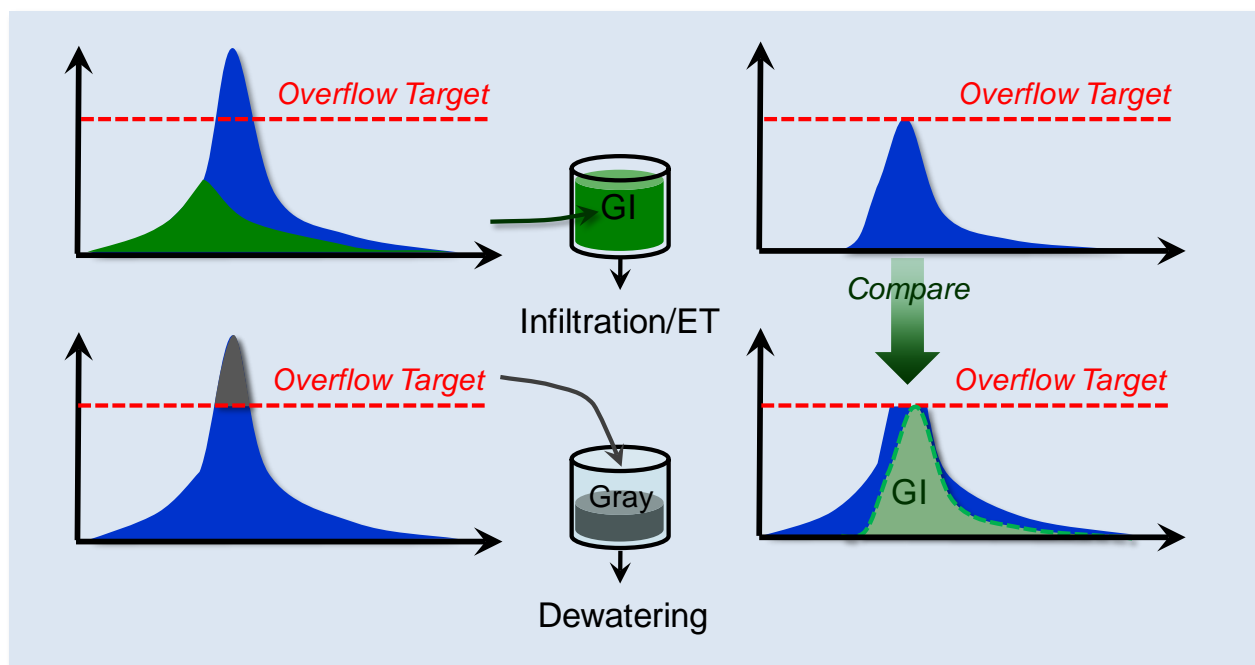 Overflow Target
GI
Infiltration/ET
Overflow Target
Compare
Overflow Target
Gray
Dewatering
Overflow Target
GI